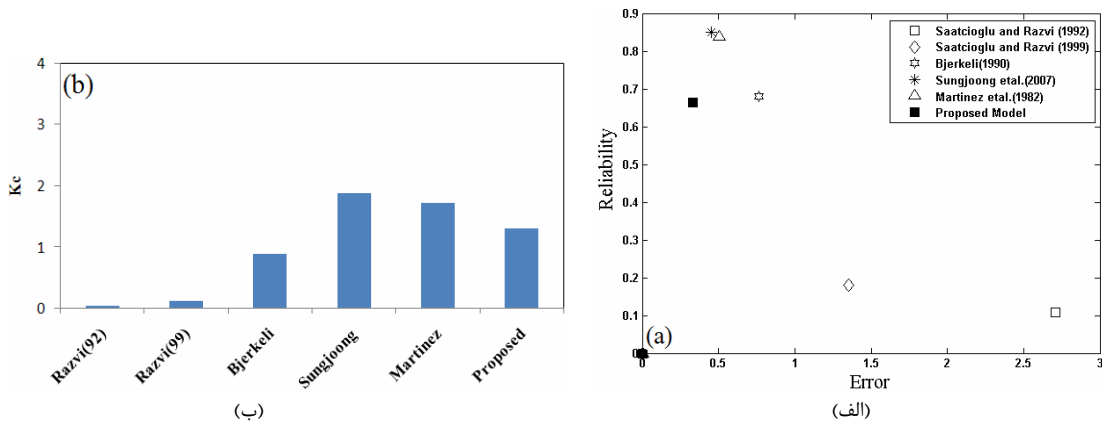 (b)
Kc
4
3
2
1
0
Razvi(92)
Razvi(99)
Bjerkeli
Sungjoong
Martinez
Proposed
(ب)
Reliability
0.9
0.8
0.7
0.6
0.5
0.4
0.3
0.2
0.1
0
Saatcioglu and Razvi (1992)
Saatcioglu and Razvi (1999)
Bjerkeli(1990)
Sungjoong etal.(2007)
Martinez etal.(1982)
Proposed Model
(a)
0 0.5 1 1.5 2 2.5 3
Error
(الف)